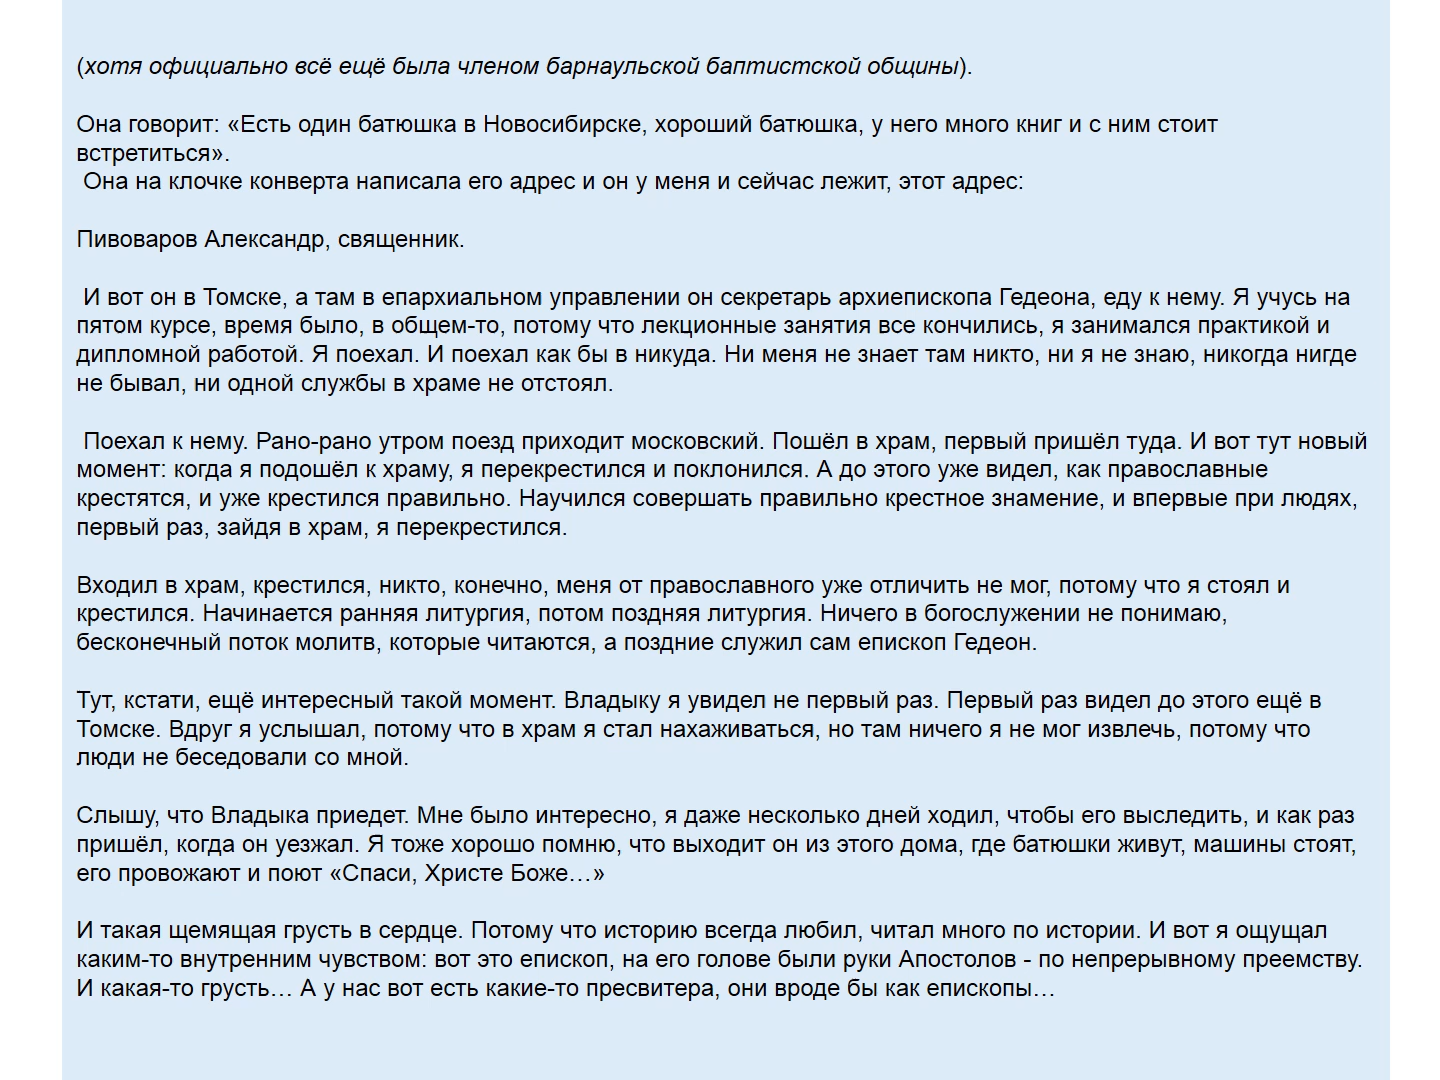 (хотя официально всё ещё была членом барнаульской баптистской общины).
Она говорит: «Есть один батюшка в Новосибирске, хороший батюшка, у него много книг и с ним стоит
встретиться».
Она на клочке конверта написала его адрес и он у меня и сейчас лежит, этот адрес:
Пивоваров Александр, священник.
И вот он в Томске, а там в епархиальном управлении он секретарь архиепископа Гедеона, еду к нему. Я учусь на
пятом курсе, время было, в общем-то, потому что лекционные занятия все кончились, я занимался практикой и
дипломной работой. Я поехал. И поехал как бы в никуда. Ни меня не знает там никто, ни я не знаю, никогда нигде
не бывал, ни одной службы в храме не отстоял.
Поехал к нему. Рано-рано утром поезд приходит московский. Пошёл в храм, первый пришёл туда. И вот тут новый
момент: когда я подошёл к храму, я перекрестился и поклонился. А до этого уже видел, как православные
крестятся, и уже крестился правильно. Научился совершать правильно крестное знамение, и впервые при людях,
первый раз, зайдя в храм, я перекрестился.
Входил в храм, крестился, никто, конечно, меня от православного уже отличить не мог, потому что я стоял и
крестился. Начинается ранняя литургия, потом поздняя литургия. Ничего в богослужении не понимаю,
бесконечный поток молитв, которые читаются, а поздние служил сам епископ Гедеон.
Тут, кстати, ещё интересный такой момент. Владыку я увидел не первый раз. Первый раз видел до этого ещё в
Томске. Вдруг я услышал, потому что в храм я стал нахаживаться, но там ничего я не мог извлечь, потому что
люди не беседовали со мной.
Слышу, что Владыка приедет. Мне было интересно, я даже несколько дней ходил, чтобы его выследить, и как раз
пришёл, когда он уезжал. Я тоже хорошо помню, что выходит он из этого дома, где батюшки живут, машины стоят,
его провожают и поют «Спаси, Христе Боже…»
И такая щемящая грусть в сердце. Потому что историю всегда любил, читал много по истории. И вот я ощущал
каким-то внутренним чувством: вот это епископ, на его голове были руки Апостолов - по непрерывному преемству.
И какая-то грусть… А у нас вот есть какие-то пресвитера, они вроде бы как епископы…